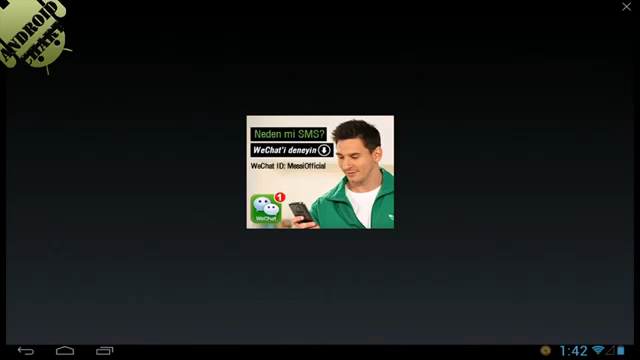 ANDROID
Neden mi SMS?
WeChat'i deneyin
WeChat ID: MessiOfficial
1
WeChat
1:42